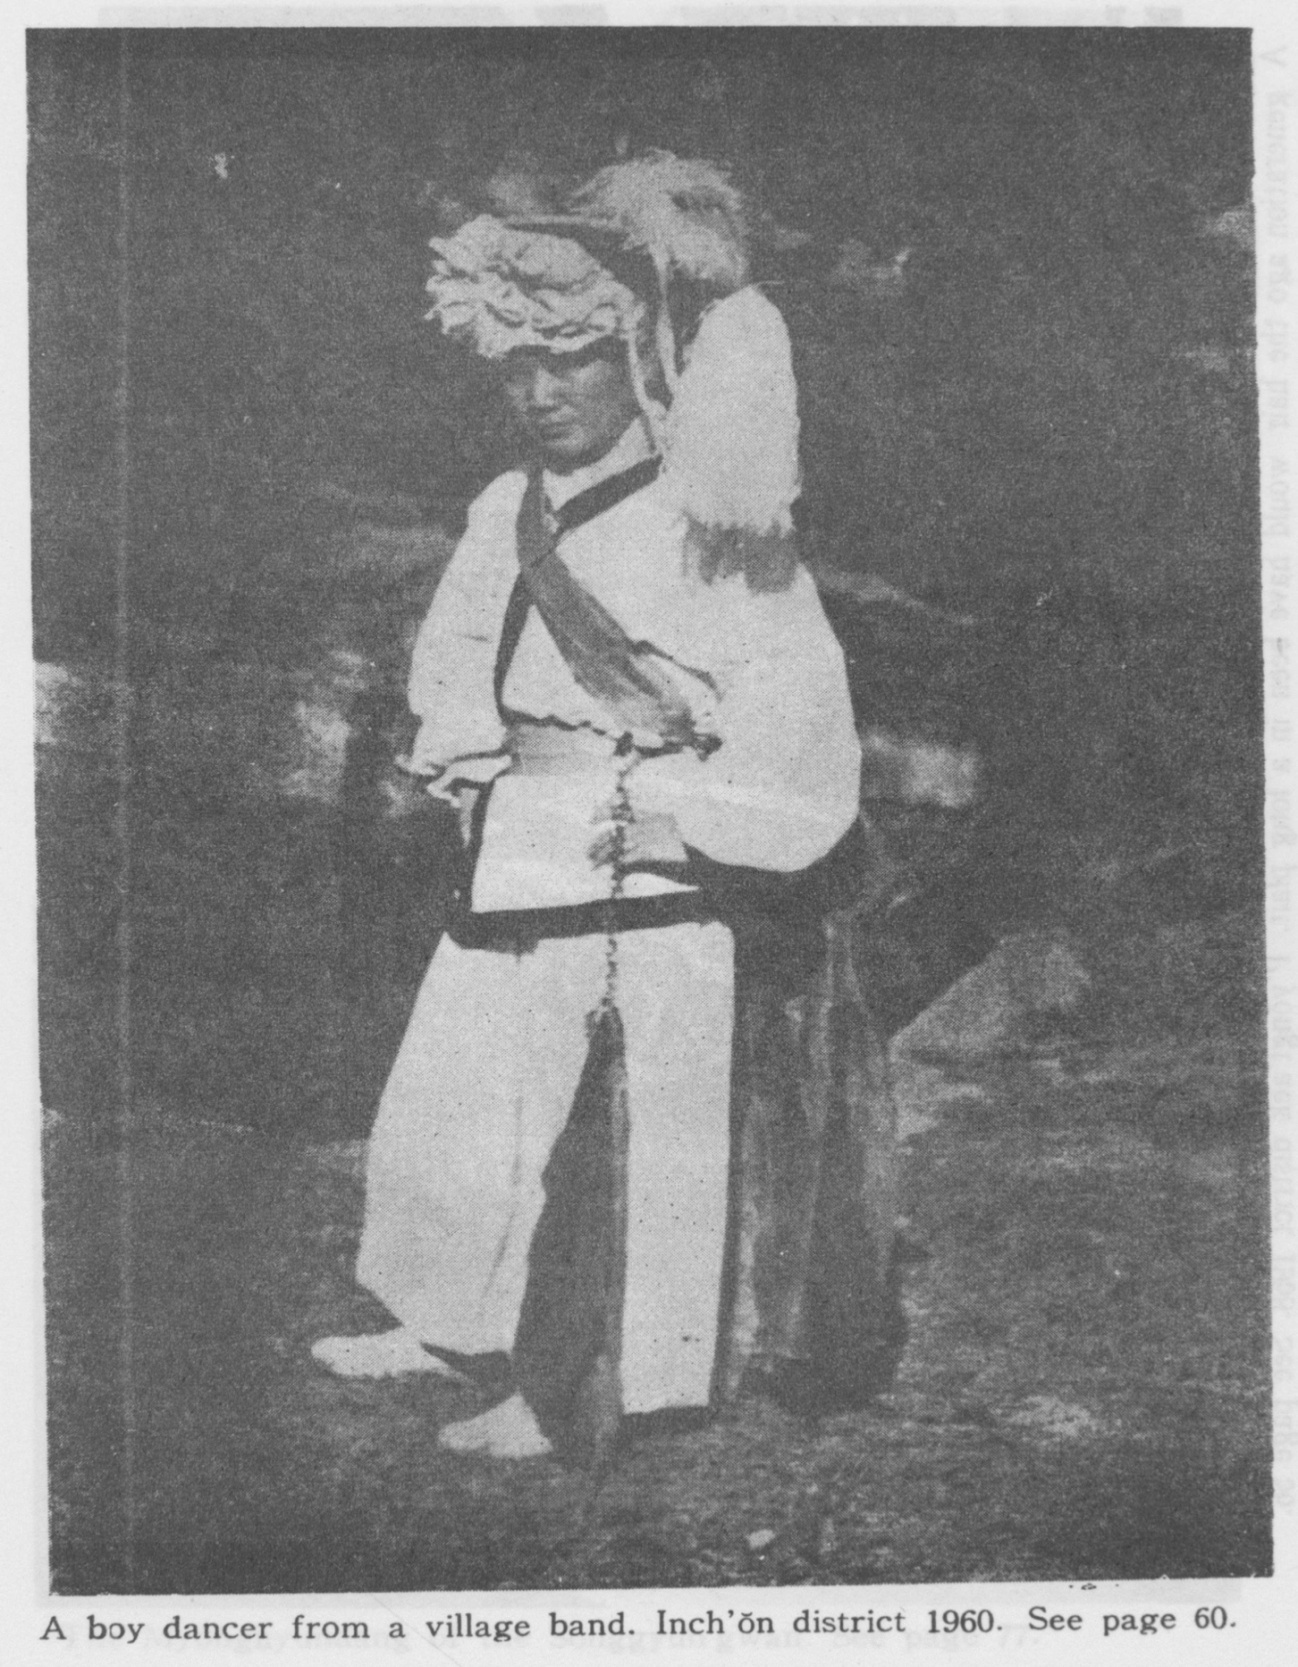 A boy dancer from a village band. Inch'ŏn district 1960. See page 60.